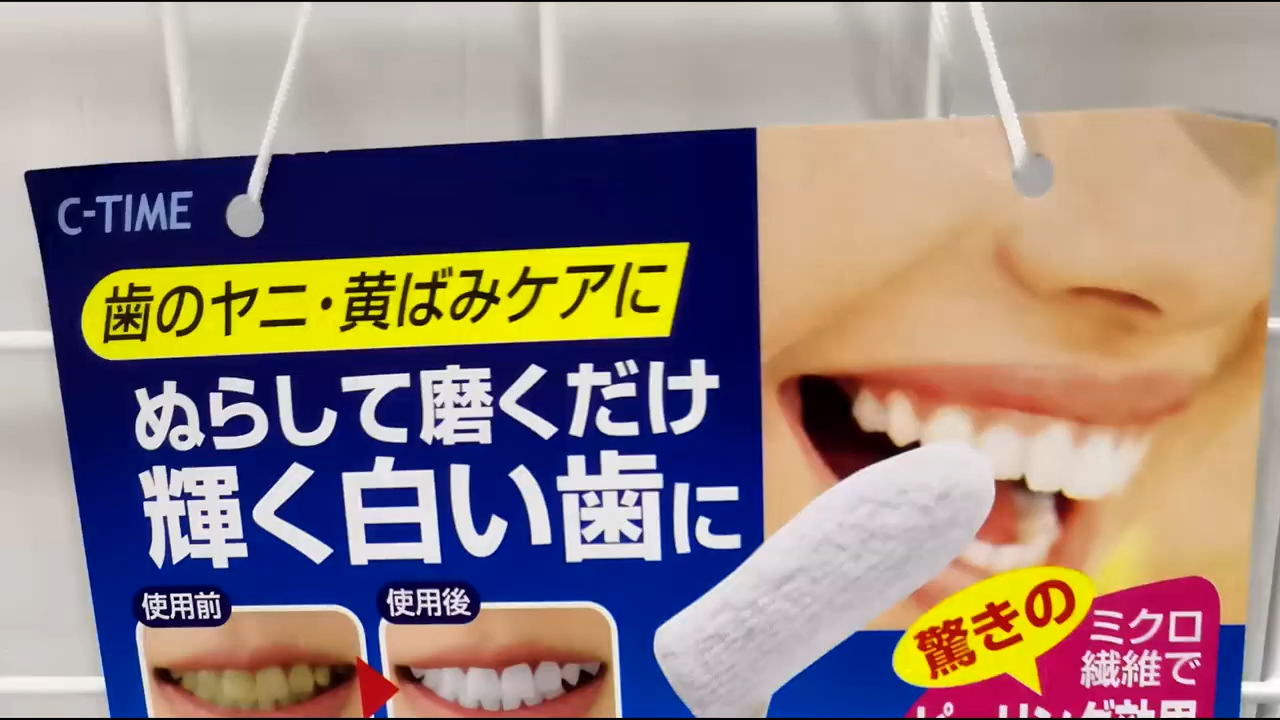 C-TIME
歯のヤニ・黄ばみケアに
ぬらして磨くだけ
輝く白い歯に
使用前
使用後
驚きの
ミクロ
繊維で